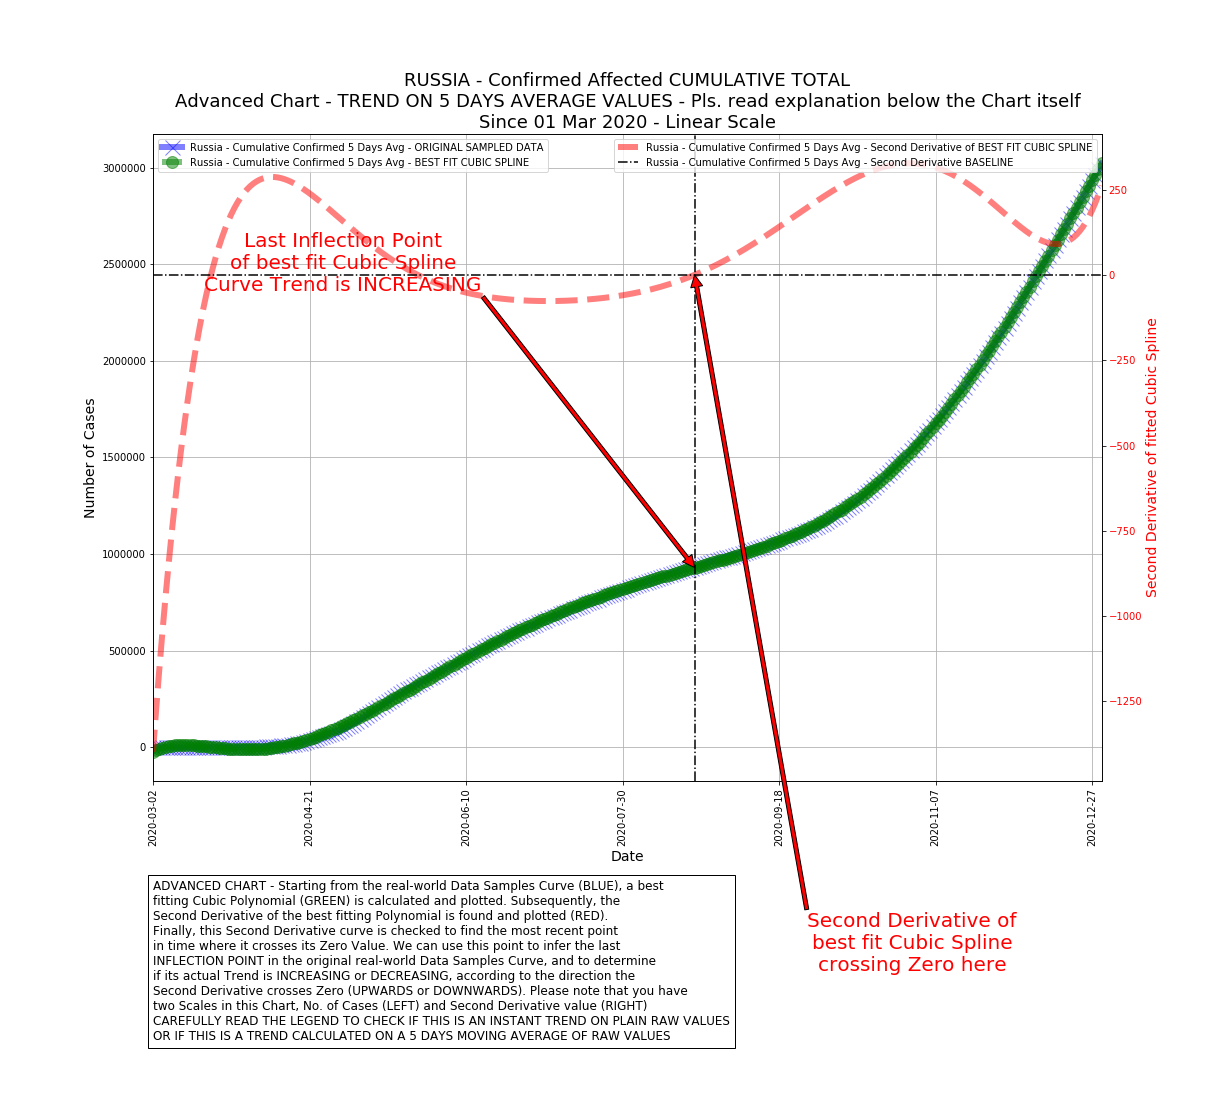 RUSSIA - Confirmed Affected CUMULATIVE TOTAL
Advanced Chart - TREND ON 5 DAYS AVERAGE VALUES - Pls. read explanation below the Chart itself
Since 01 Mar 2020 - Linear Scale
Russia - Cumulative Confirmed 5 Days Avg - ORIGINAL SAMPLED DATA
Russia - Cumulative Confirmed 5 Days Avg - BEST FIT CUBIC SPLINE
Russia - Cumulative Confirmed 5 Days Avg - Second Derivative of BEST FIT CUBIC SPLINE
Russia - Cumulative Confirmed 5 Days Avg - Second Derivative BASELINE
Last Inflection Point
of best fit Cubic Spline
Curve Trend is INCREASING
Number of Cases
3000000
2500000
2000000
1500000
1000000
500000
0
250
0
−250
−500
−750
−1000
−1250
Second Derivative of fitted Cubic Spline
2020-03-02
2020-04-21
2020-06-10
2020-07-30
2020-09-18
2020-11-07
2020-12-27
Date
Second Derivative of
best fit Cubic Spline
crossing Zero here
ADVANCED CHART - Starting from the real-world Data Samples Curve (BLUE), a best
fitting Cubic Polynomial (GREEN) is calculated and plotted. Subsequently, the
Second Derivative of the best fitting Polynomial is found and plotted (RED).
Finally, this Second Derivative curve is checked to find the most recent point
in time where it crosses its Zero Value. We can use this point to infer the last
INFLECTION POINT in the original real-world Data Samples Curve, and to determine
if its actual Trend is INCREASING or DECREASING, according to the direction the
Second Derivative crosses Zero (UPWARDS or DOWNWARDS). Please note that you have
two Scales in this Chart, No. of Cases (LEFT) and Second Derivative value (RIGHT)
CAREFULLY READ THE LEGEND TO CHECK IF THIS IS AN INSTANT TREND ON PLAIN RAW VALUES
OR IF THIS IS A TREND CALCULATED ON A 5 DAYS MOVING AVERAGE OF RAW VALUES